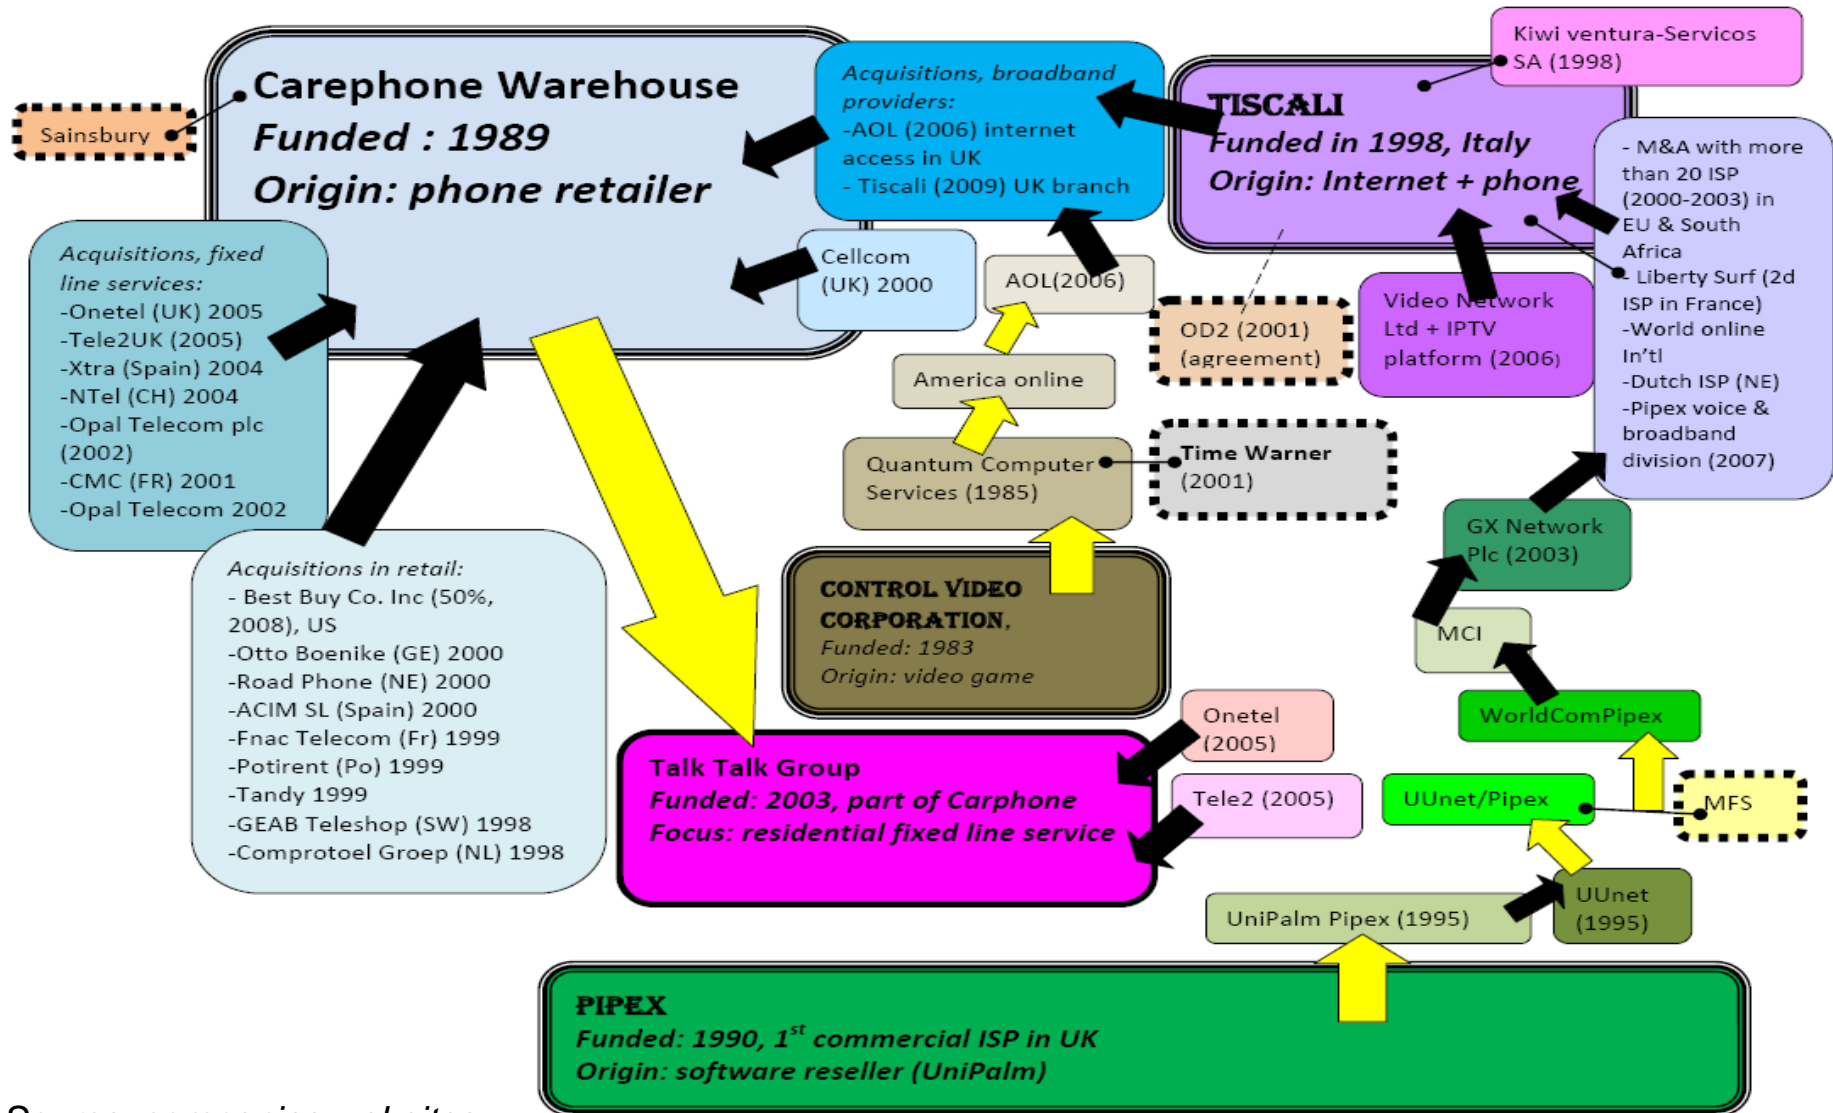 Kiwi ventura-Servicos
SA (1998)
Carephone Warehouse
Funded : 1989
Origin: phone retailer
Sainsbury
Acquisitions, broadband
providers:
-AOL (2006) internet
access in UK
- Tiscali (2009) UK branch
TISCALI
Funded in 1998, Italy
Origin: Internet + phone
- M&A with more
than 20 ISP
(2000-2003) in
EU & South
Africa
- Liberty Surf (2d
ISP in France)
-World online
In’tl
-Dutch ISP (NE)
-Pipex voice &
broadband
division (2007)
Acquisitions, fixed
line services:
-Onetel (UK) 2005
-Tele2UK (2005)
-Xtra (Spain) 2004
-NTel (CH) 2004
-Opal Telecom plc
(2002)
-CMC (FR) 2001
-Opal Telecom 2002
Cellcom
(UK) 2000
AOL(2006)
OD2 (2001)
(agreement)
Video Network
Ltd + IPTV
platform (2006)
America online
Quantum Computer
Services (1985)
Time Warner
(2001)
GX Network
Plc (2003)
Acquisitions in retail:
- Best Buy Co. Inc (50%,
2008), US
-Otto Boenike (GE) 2000
-Road Phone (NE) 2000
-ACIM SL (Spain) 2000
-Fnac Telecom (Fr) 1999
-Potirent (Po) 1999
-Tandy 1999
-GEAB Teleshop (SW) 1998
-Comprotoel Groep (NL) 1998
CONTROL VIDEO
CORPORATION,
Funded: 1983
Origin: video game
MCI
WorldComPipex
Onetel
(2005)
Talk Talk Group
Funded: 2003, part of Carphone
Focus: residential fixed line service
Tele2 (2005)
UUnet/Pipex
MFS
UniPalm Pipex (1995)
UUnet
(1995)
PIPEX
Funded: 1990, 1st commercial ISP in UK
Origin: software reseller (UniPalm)